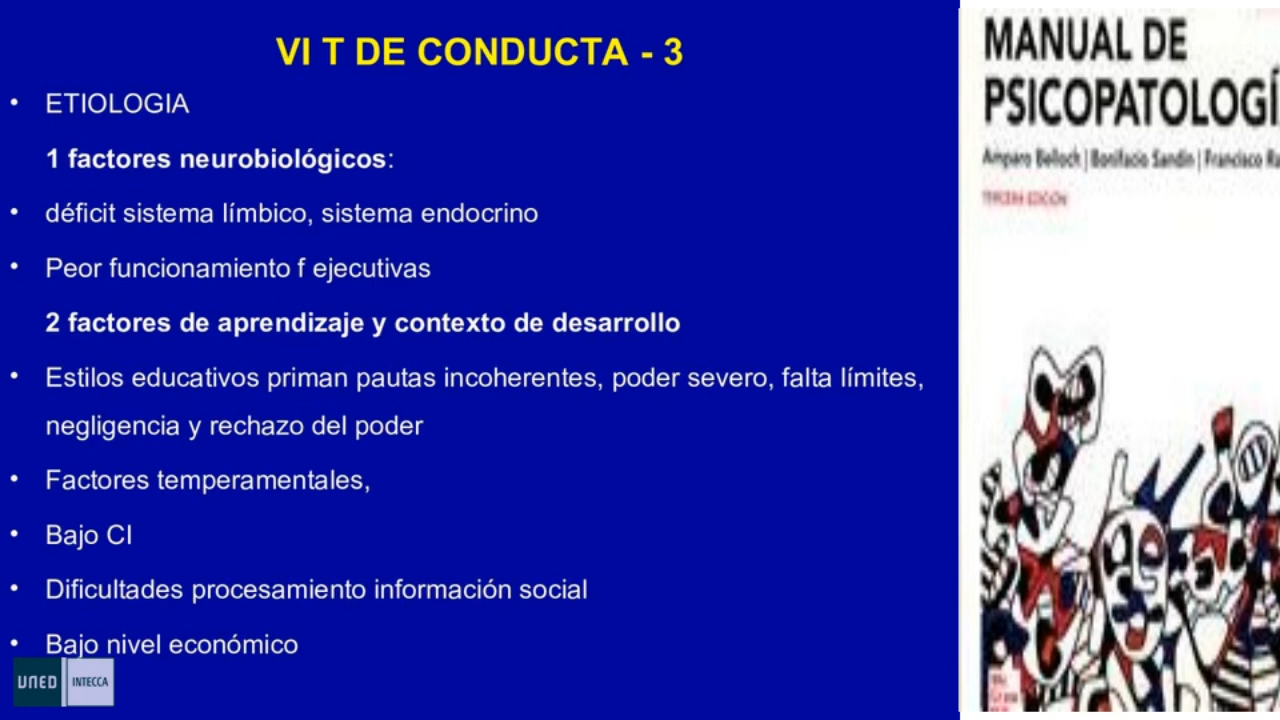 VI T DE CONDUCTA - 3
• ETIOLOGIA
1 factores neurobiológicos:
• déficit sistema límbico, sistema endocrino
• Peor funcionamiento f ejecutivas
2 factores de aprendizaje y contexto de desarrollo
• Estilos educativos priman pautas incoherentes, poder severo, falta límites,
negligencia y rechazo del poder
• Factores temperamentales,
• Bajo CI
• Dificultades procesamiento información social
• Bajo nivel económico
UNED INTECCA
MANUAL DE
PSICOPATOLOGÍ
Amparo Belloch | Bonifacio Sandín | Francisco Ra
TERCERA EDICIÓN